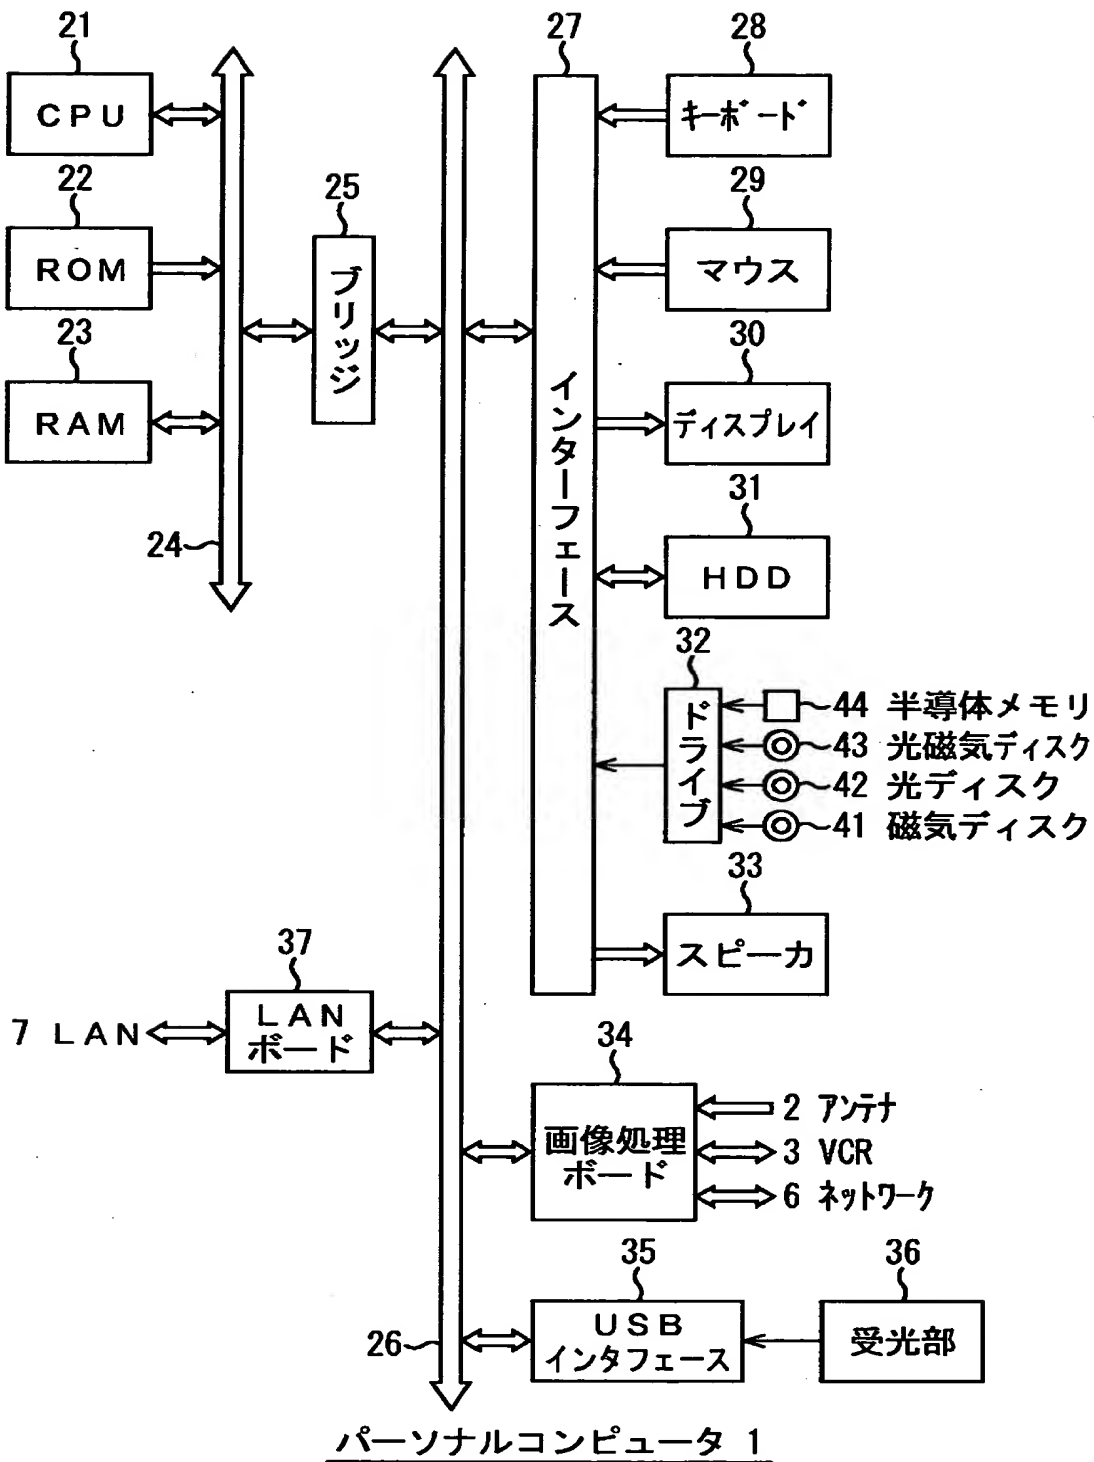 21
CPU
22
ROM
23
RAM
24
25
ブリッジ
26
27
インターフェース
28
キーボード
29
マウス
30
ディスプレイ
31
HDD
32
ドライブ
44 半導体メモリ
43 光磁気ディスク
42 光ディスク
41 磁気ディスク
33
スピーカ
37
LAN
ボード
7 LAN
34
画像処理
ボード
2 アンテナ
3 VCR
6 ネットワーク
35
USB
インタフェース
36
受光部
パーソナルコンピュータ 1